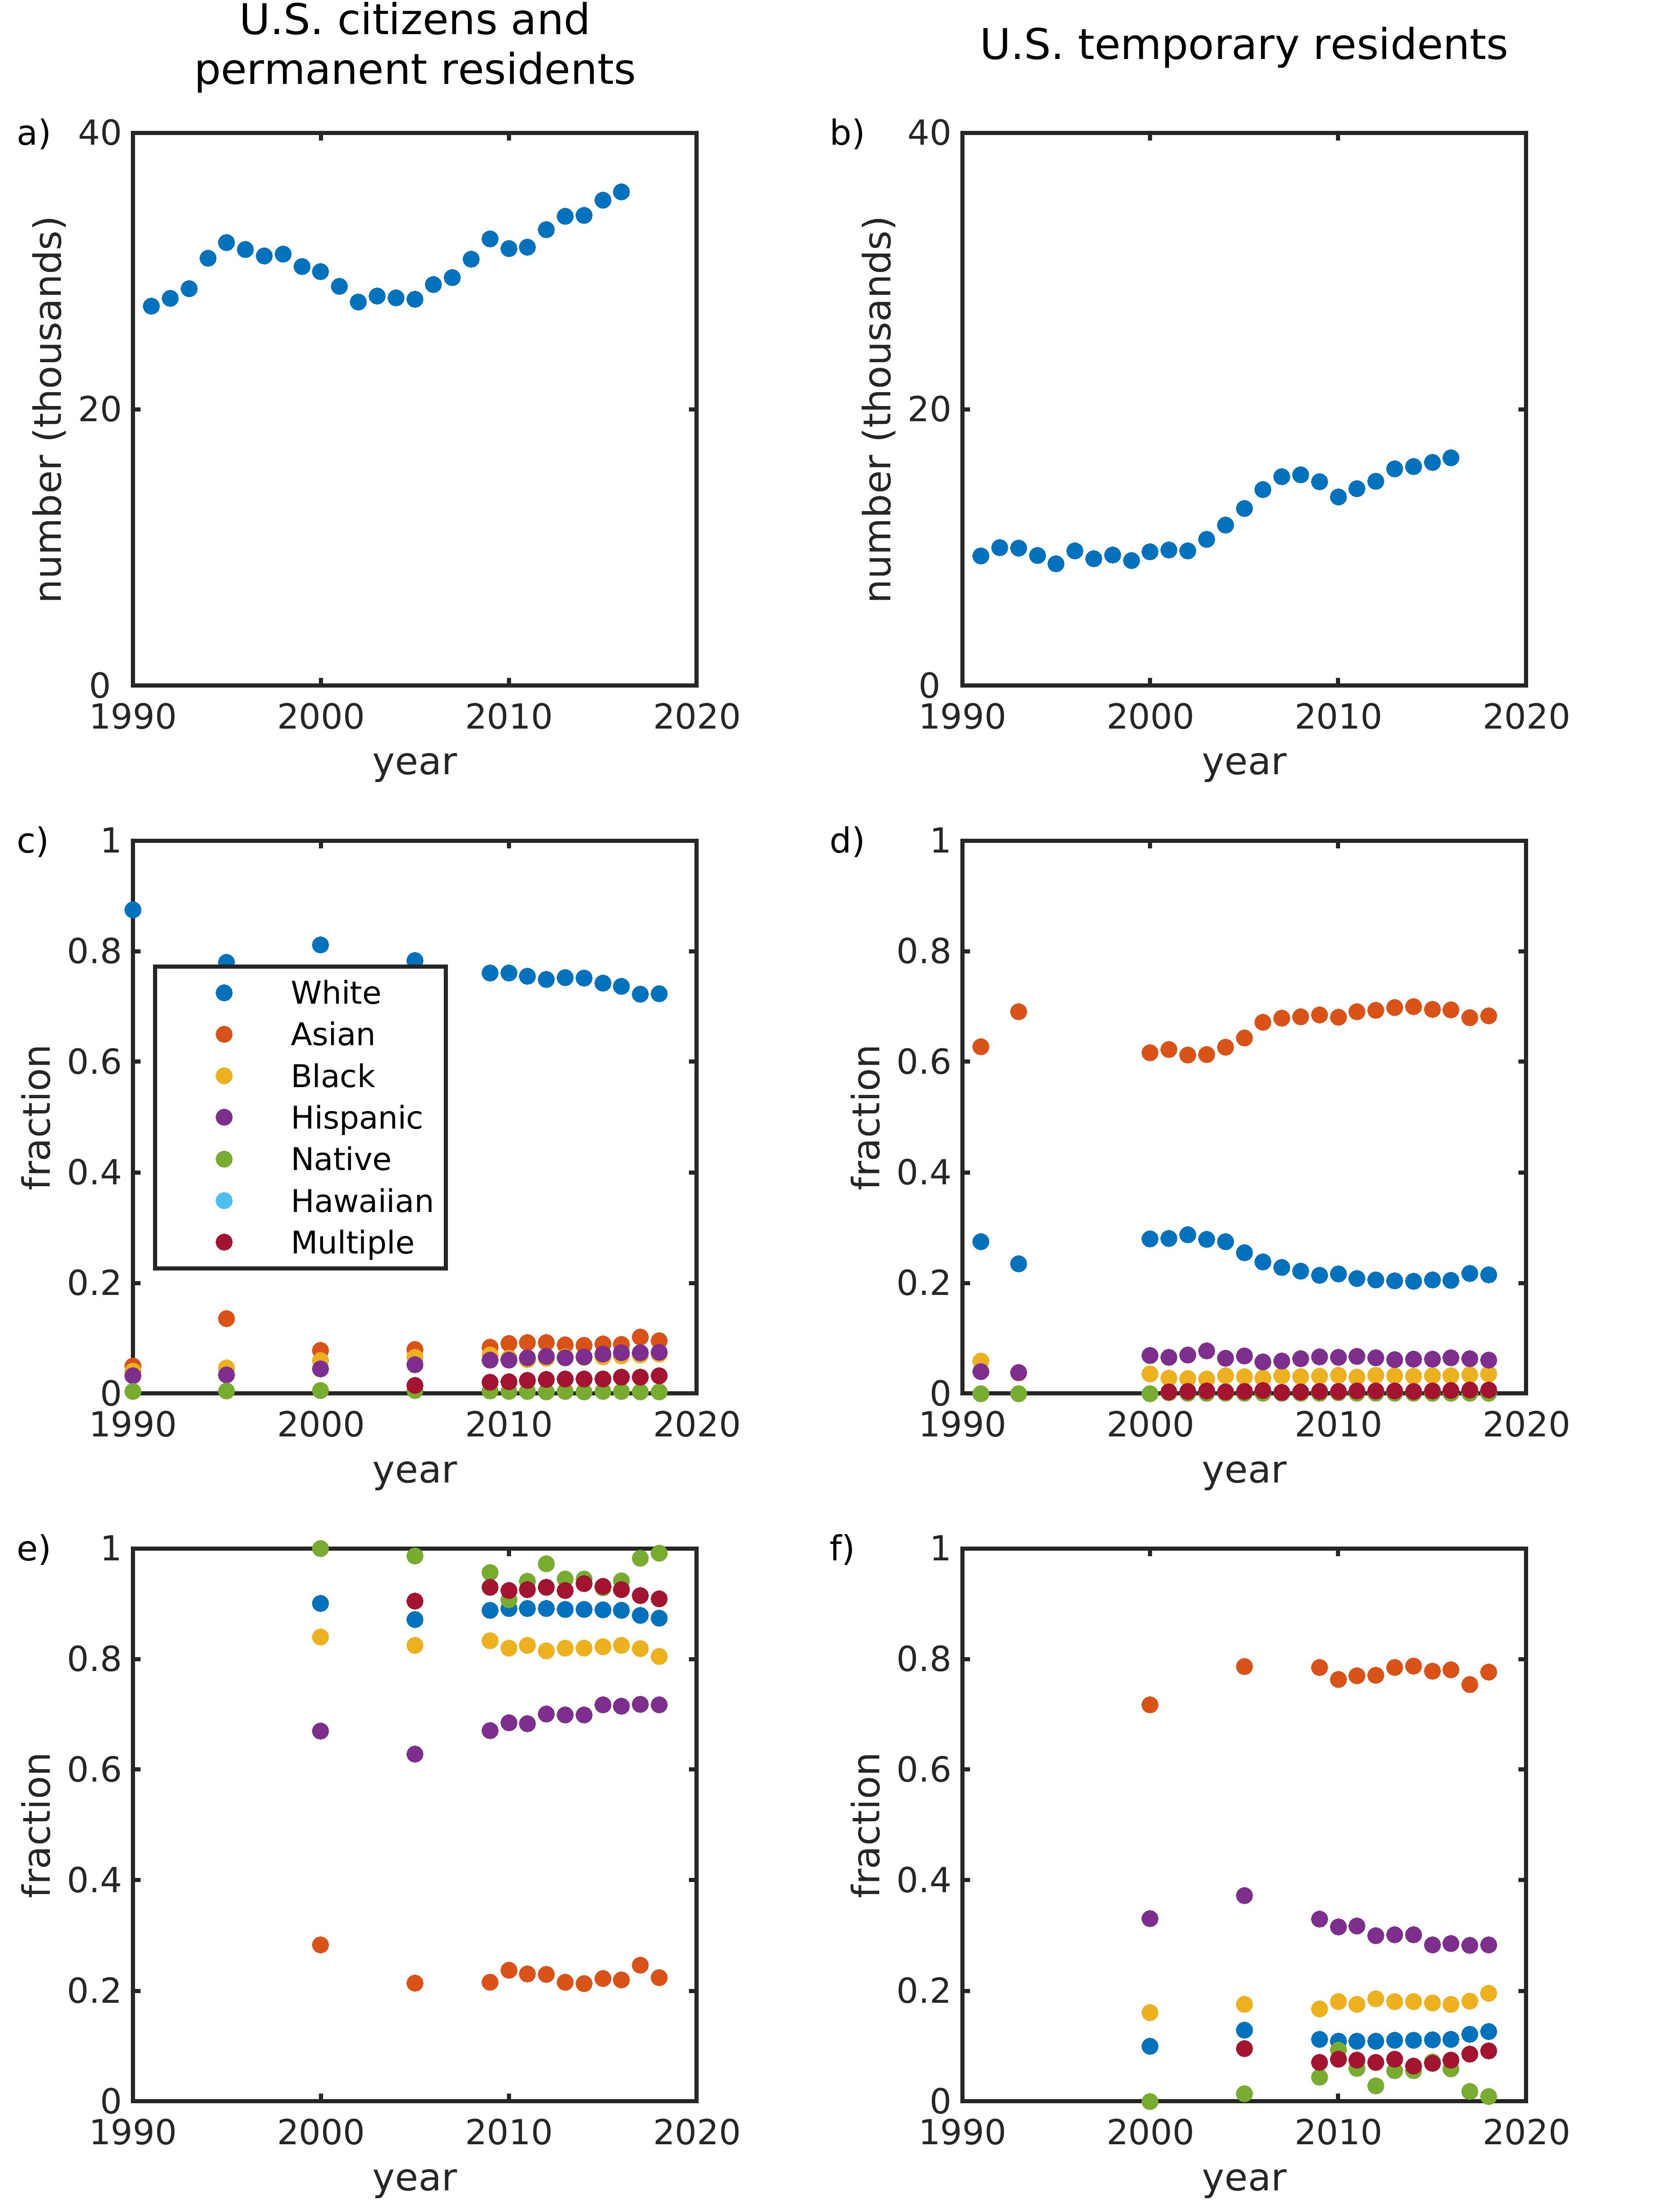 U.S. citizens and
permanent residents
U.S. temporary residents
a)
40
20
0
number (thousands)
1990 2000 2010 2020
year
b)
40
20
0
number (thousands)
1990 2000 2010 2020
year
c)
1
0.8
0.6
0.4
0.2
0
fraction
White
Asian
Black
Hispanic
Native
Hawaiian
Multiple
1990 2000 2010 2020
year
d)
1
0.8
0.6
0.4
0.2
0
fraction
1990 2000 2010 2020
year
e)
1
0.8
0.6
0.4
0.2
0
fraction
1990 2000 2010 2020
year
f)
1
0.8
0.6
0.4
0.2
0
fraction
1990 2000 2010 2020
year